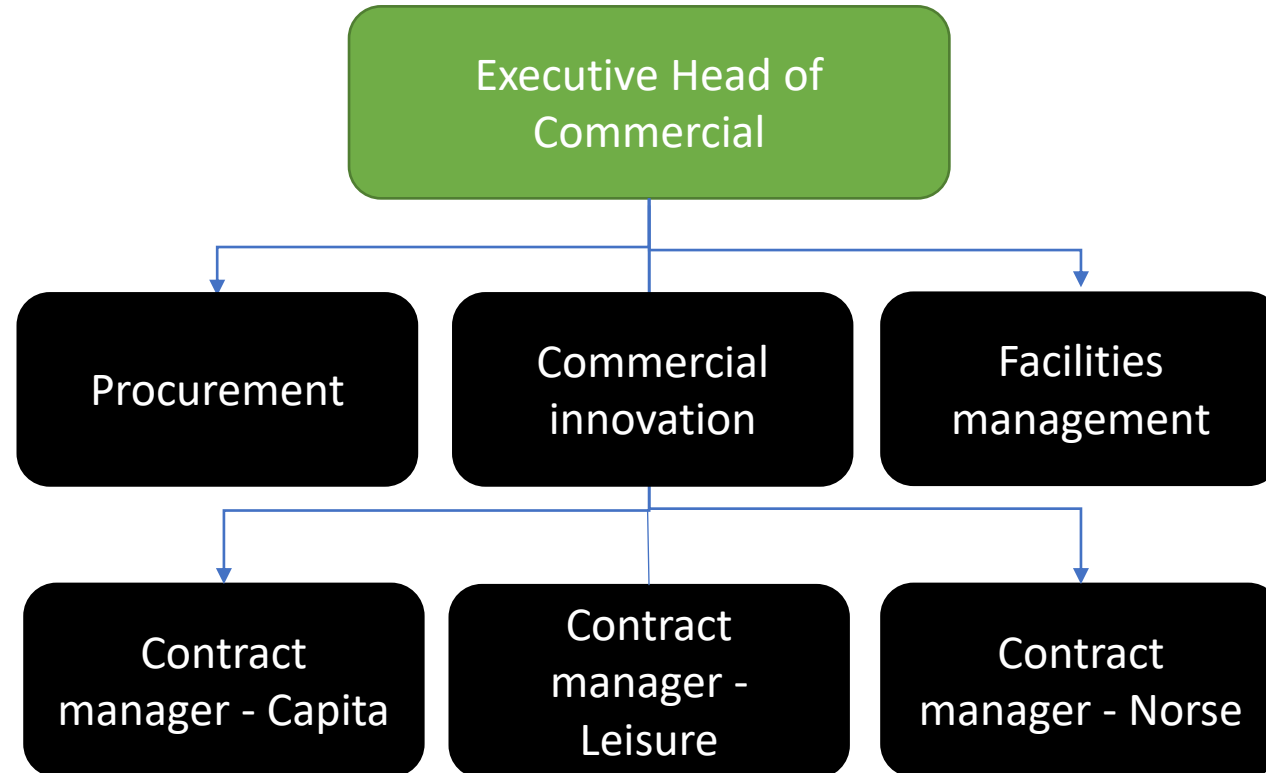 Executive Head of
Commercial
Procurement
Commercial
innovation
Facilities
management
Contract
manager - Capita
Contract
manager -
Leisure
Contract
manager - Norse